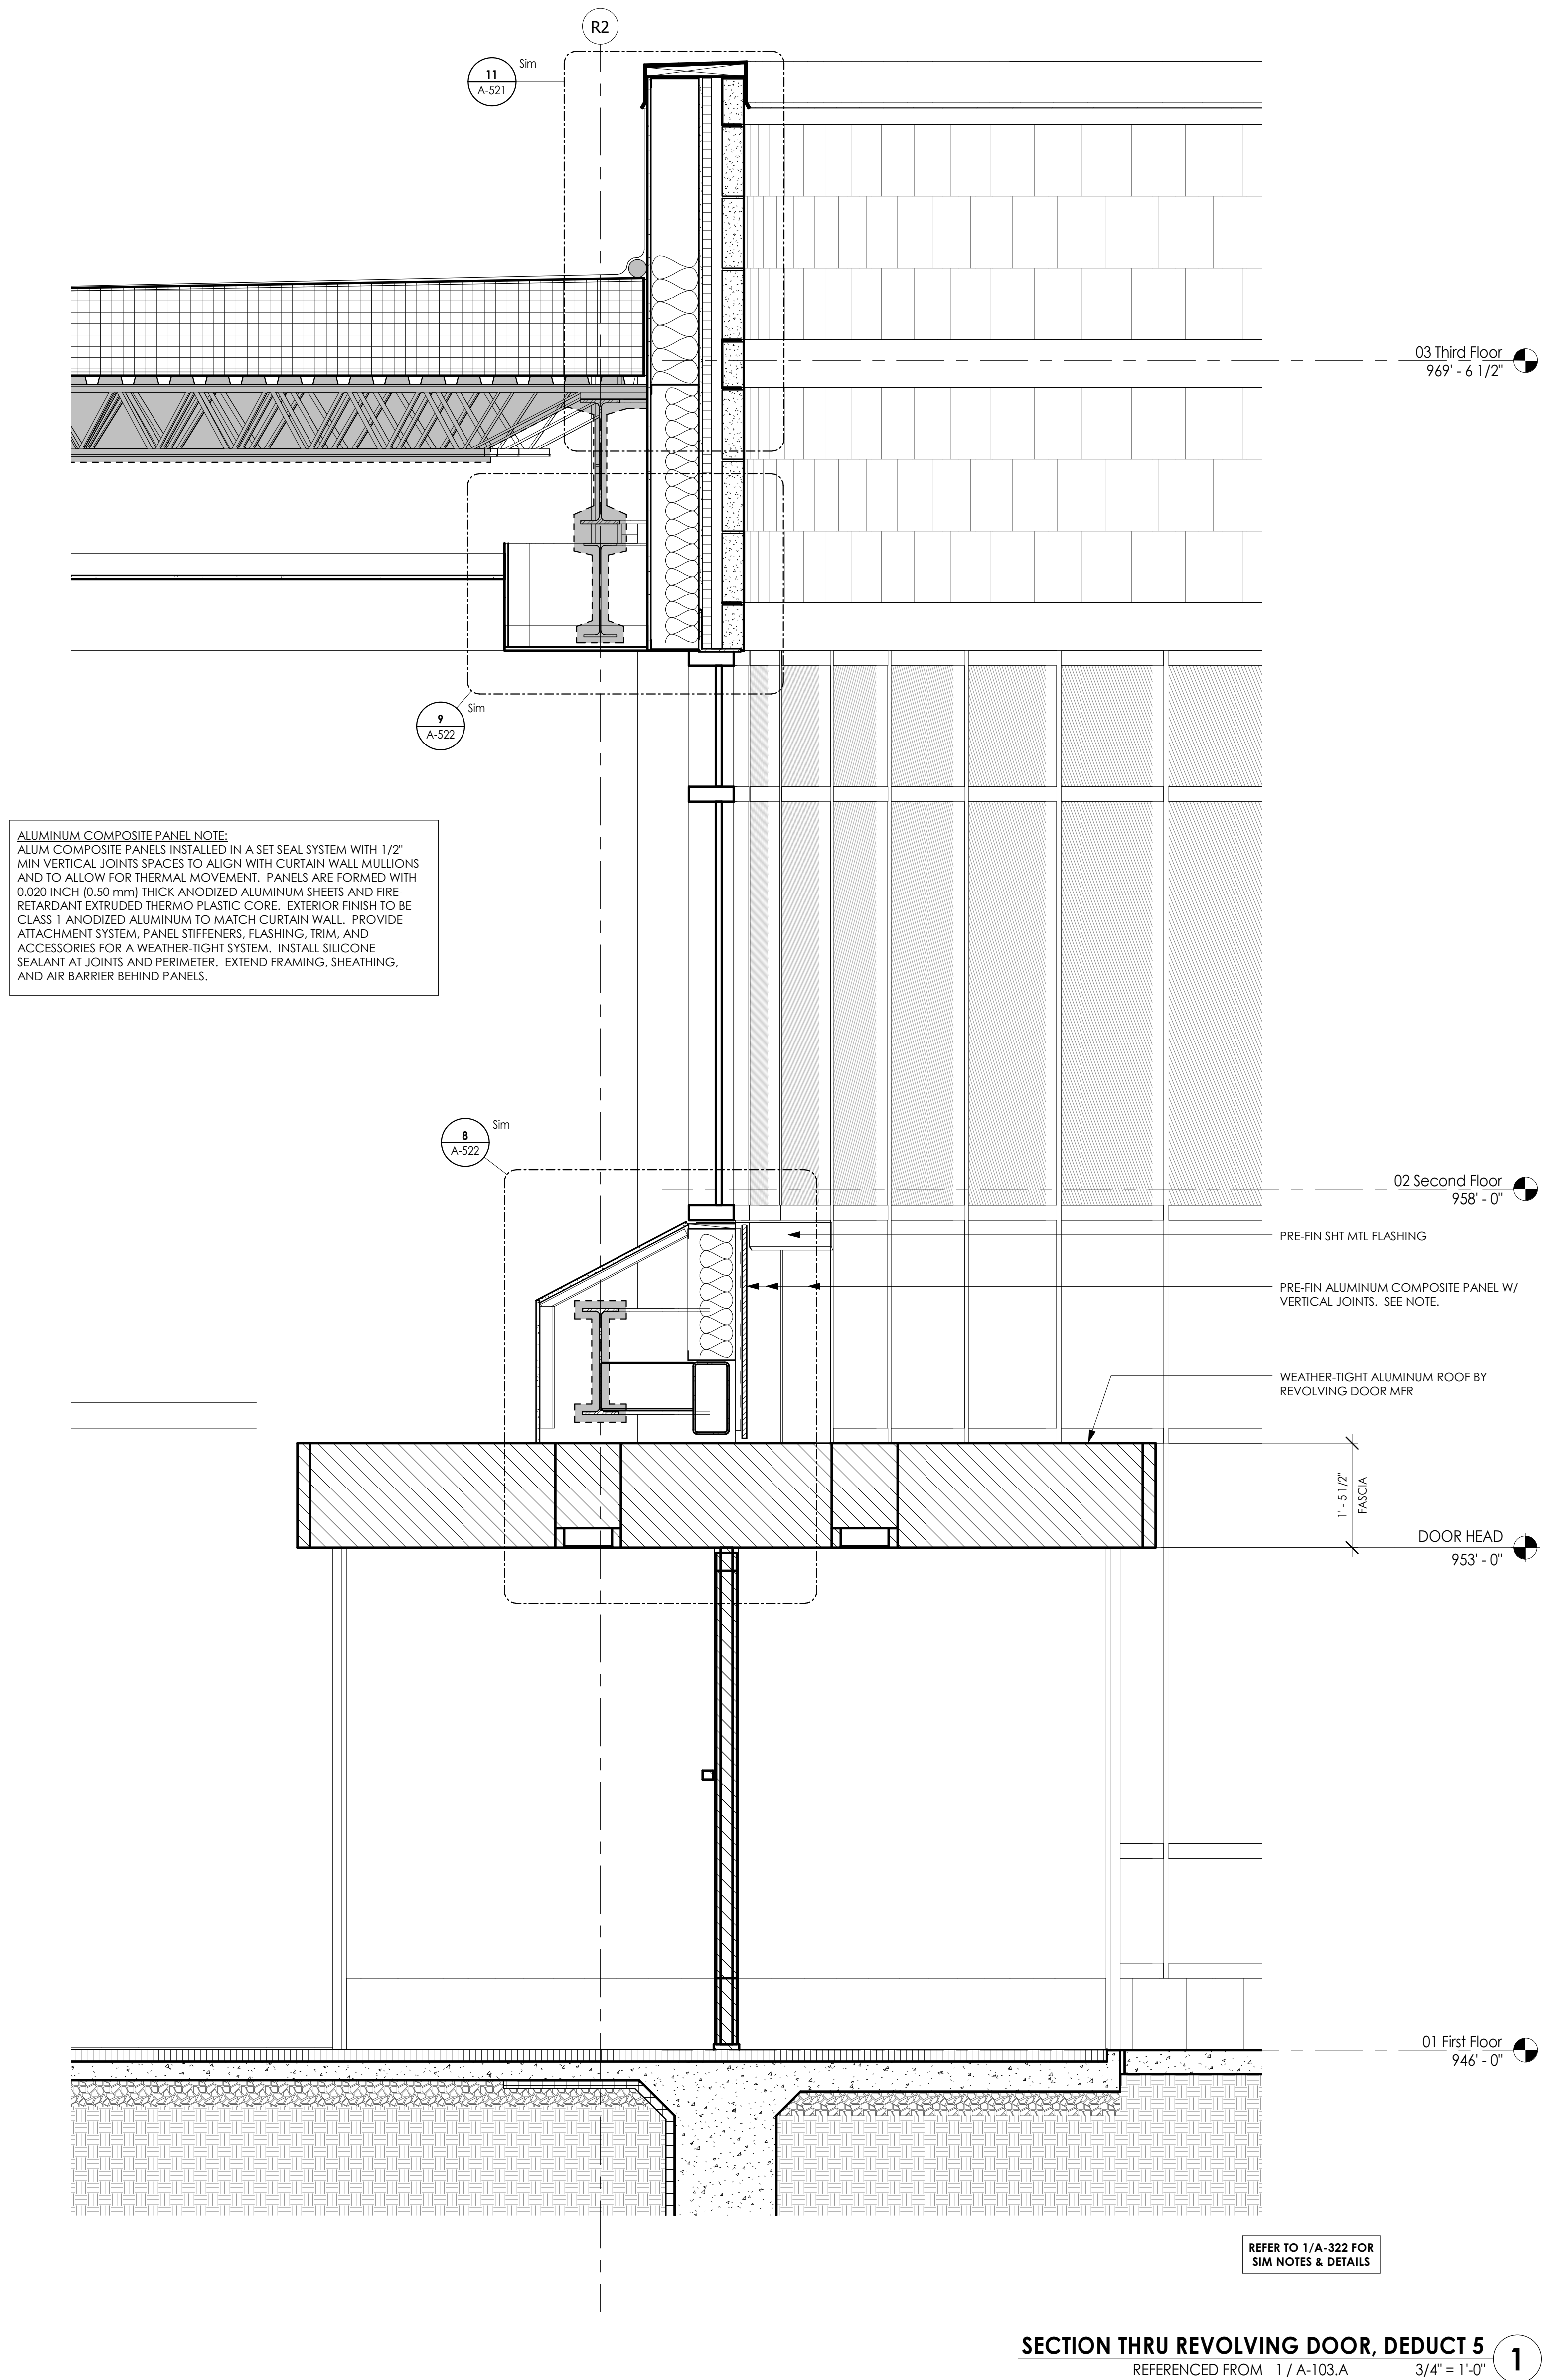 R2
11
A-521
Sim
03 Third Floor
969' - 6 1/2"
9
A-522
Sim
ALUMINUM COMPOSITE PANEL NOTE:
ALUM COMPOSITE PANELS INSTALLED IN A SET SEAL SYSTEM WITH 1/2"
MIN VERTICAL JOINTS SPACES TO ALIGN WITH CURTAIN WALL MULLIONS
AND TO ALLOW FOR THERMAL MOVEMENT. PANELS ARE FORMED WITH
0.020 INCH (0.50 mm) THICK ANODIZED ALUMINUM SHEETS AND FIRE-
RETARDANT EXTRUDED THERMO PLASTIC CORE. EXTERIOR FINISH TO BE
CLASS 1 ANODIZED ALUMINUM TO MATCH CURTAIN WALL. PROVIDE
ATTACHMENT SYSTEM, PANEL STIFFENERS, FLASHING, TRIM, AND
ACCESSORIES FOR A WEATHER-TIGHT SYSTEM. INSTALL SILICONE
SEALANT AT JOINTS AND PERIMETER. EXTEND FRAMING, SHEATHING,
AND AIR BARRIER BEHIND PANELS.
8
A-522
Sim
02 Second Floor
958' - 0"
PRE-FIN SHT MTL FLASHING
PRE-FIN ALUMINUM COMPOSITE PANEL W/
VERTICAL JOINTS. SEE NOTE.
WEATHER-TIGHT ALUMINUM ROOF BY
REVOLVING DOOR MFR
1' - 5 1/2"
FASCIA
DOOR HEAD
953' - 0"
01 First Floor
946' - 0"
REFER TO 1/A-322 FOR
SIM NOTES & DETAILS
SECTION THRU REVOLVING DOOR, DEDUCT 5
1
REFERENCED FROM 1 / A-103.A 3/4" = 1'-0"